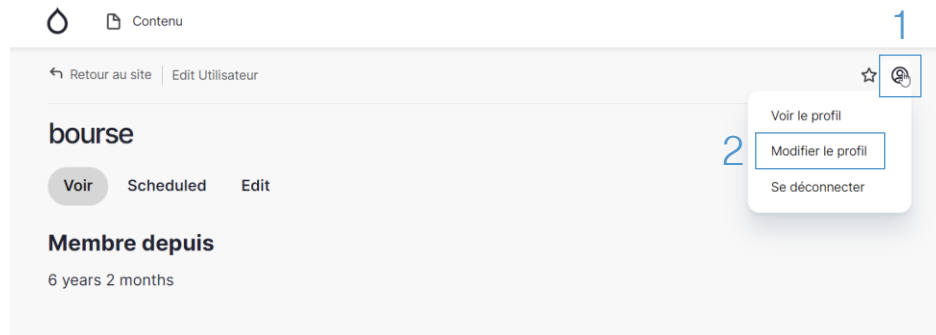 Contenu
1
Retour au site | Edit Utilisateur
Voir le profil
bourse
2 Modifier le profil
Voir Scheduled Edit
Se déconnecter
Membre depuis
6 years 2 months